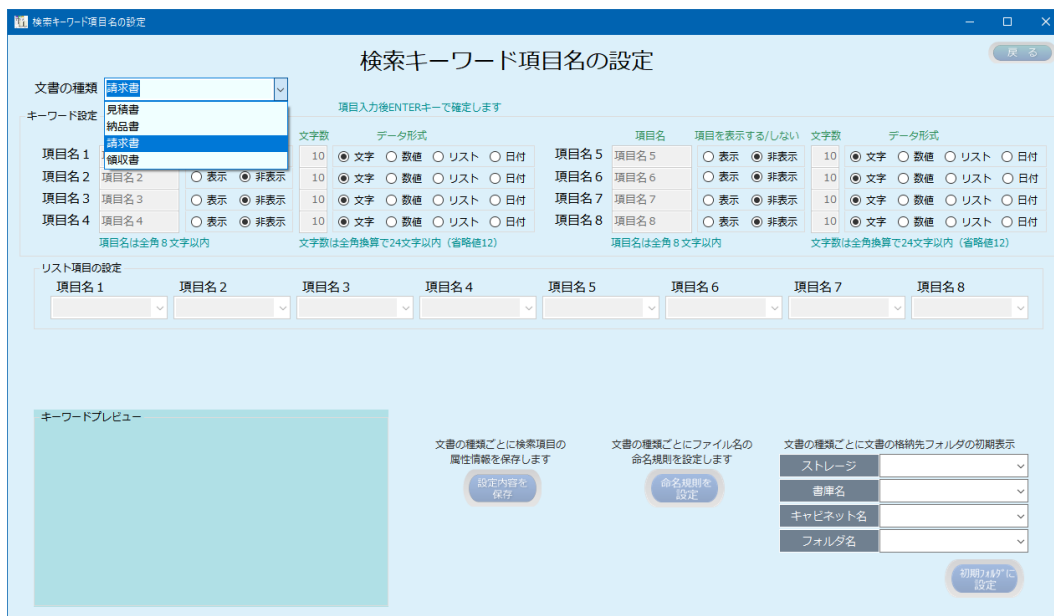 検索キーワード項目名の設定
検索キーワード項目名の設定
戻 る
文書の種類 請求書
見積書
納品書
請求書
領収書
キーワード設定
項目入力後ENTERキーで確定します
文字数 データ形式 項目名 項目を表示する/しない 文字数 データ形式
項目名1 10 文字 数値 リスト 日付 項目名5 項目名5 表示 非表示 10 文字 数値 リスト 日付
項目名2 項目名2 表示 非表示 10 文字 数値 リスト 日付 項目名6 項目名6 表示 非表示 10 文字 数値 リスト 日付
項目名3 項目名3 表示 非表示 10 文字 数値 リスト 日付 項目名7 項目名7 表示 非表示 10 文字 数値 リスト 日付
項目名4 項目名4 表示 非表示 10 文字 数値 リスト 日付 項目名8 項目名8 表示 非表示 10 文字 数値 リスト 日付
項目名は全角8文字以内 文字数は全角換算で24文字以内（省略値12） 項目名は全角8文字以内 文字数は全角換算で24文字以内（省略値12）
リスト項目の設定
項目名1 項目名2 項目名3 項目名4 項目名5 項目名6 項目名7 項目名8
キーワードプレビュー
文書の種類ごとに検索項目の
属性情報を保存します
設定内容を
保存
文書の種類ごとにファイル名の
命名規則を設定します
命名規則を
設定
文書の種類ごとに文書の格納先フォルダの初期表示
ストレージ
書庫名
キャビネット名
フォルダ名
初期ﾌｫﾙﾀﾞに
設定